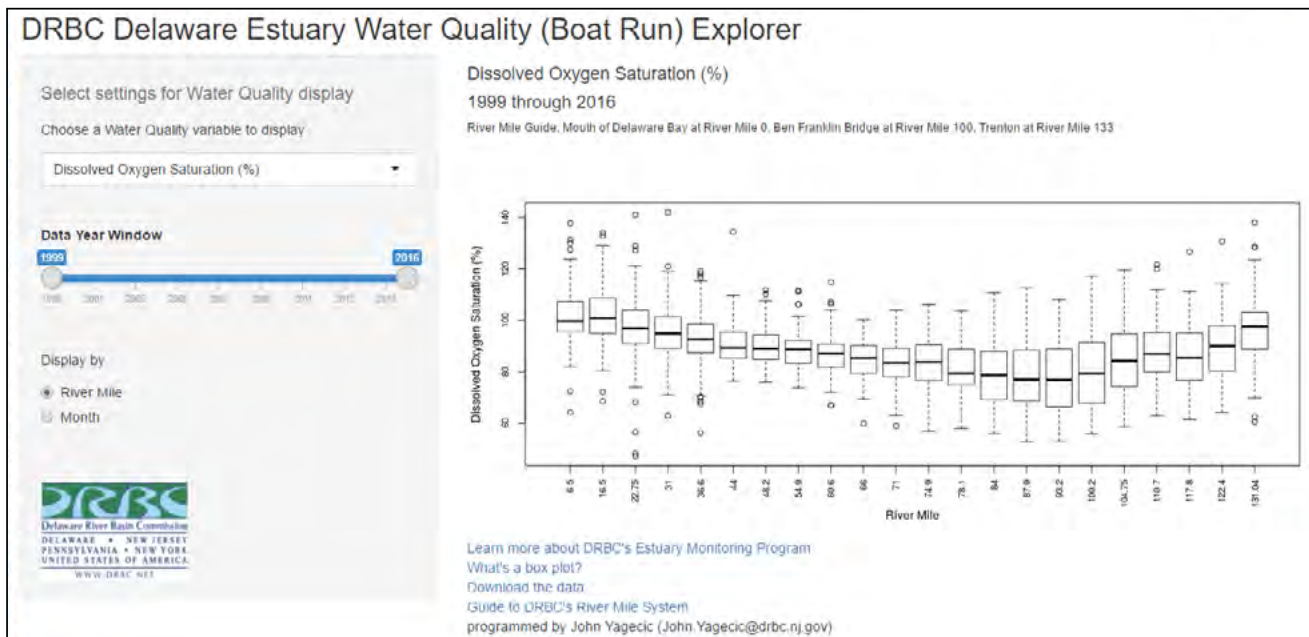 DRBC Delaware Estuary Water Quality (Boat Run) Explorer
Select settings for Water Quality display
Choose a Water Quality variable to display
Dissolved Oxygen Saturation (%)
Data Year Window
1999
2016
1999 2001 2011
Display by
River Mile
Month
DRBC
Delaware River Basin Commission
DELAWARE • NEW JERSEY
PENNSYLVANIA • NEW YORK
UNITED STATES OF AMERICA
WWW.DRBC.NET
Dissolved Oxygen Saturation (%)
1999 through 2016
River Mile Guide, Mouth of Delaware Bay at River Mile 0, Ben Franklin Bridge at River Mile 100, Trenton at River Mile 133
Dissolved Oxygen Saturation (%)
140
120
100
80
60
6.5 16.5 22.75 31 36.6 44 48.2 54.9 60.6 66 71 74.9 78.1 84 87.9 93.2 100.2 104.75 110.7 117.8 122.4 131.04
River Mile
Learn more about DRBC's Estuary Monitoring Program
What's a box plot?
Download the data
Guide to DRBC's River Mile System
programmed by John Yagecic (John.Yagecic@drbc.nj.gov)